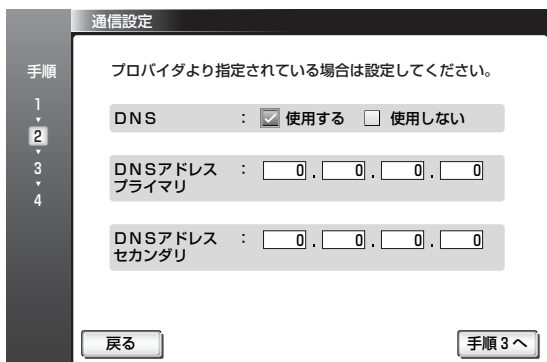 通信設定
手順
1
2
3
4
プロバイダより指定されている場合は設定してください。
DNS : 使用する 使用しない
DNSアドレス : 0 . 0 . 0 . 0
プライマリ
DNSアドレス : 0 . 0 . 0 . 0
セカンダリ
戻る
手順3へ